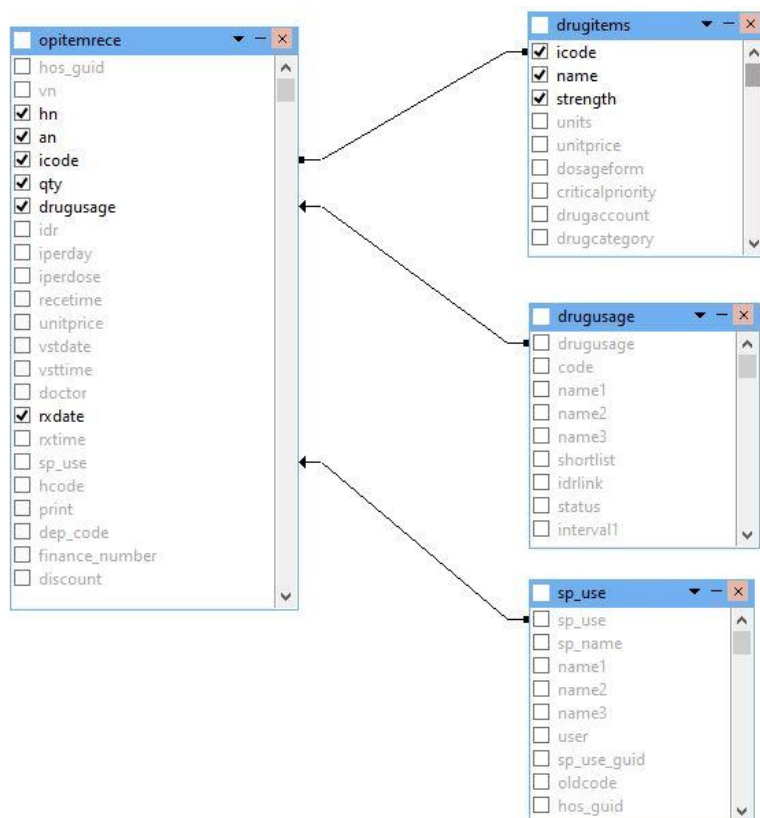 opitemrece
hos_guid
vn
hn
an
icode
qty
drugusage
idr
iperday
iperdose
recetime
unitprice
vstdate
vsttime
doctor
rxdate
rxtime
sp_use
hcode
print
dep_code
finance_number
discount
drugitems
icode
name
strength
units
unitprice
dosageform
criticalpriority
drugaccount
drugcategory
drugusage
drugusage
code
name1
name2
name3
shortlist
idrlink
status
interval1
sp_use
sp_use
sp_name
name1
name2
name3
user
sp_use_guid
oldcode
hos_guid